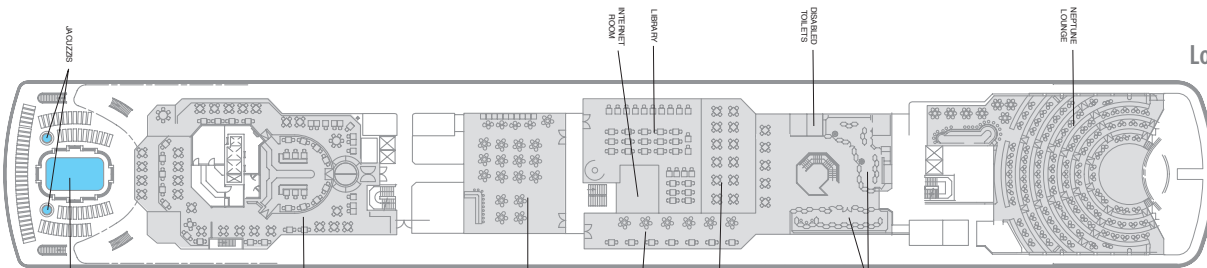 JACUZZIS
INTERNET
ROOM
LIBRARY
DISABLED
TOILETS
NEPTUNE
LOUNGE
Lo